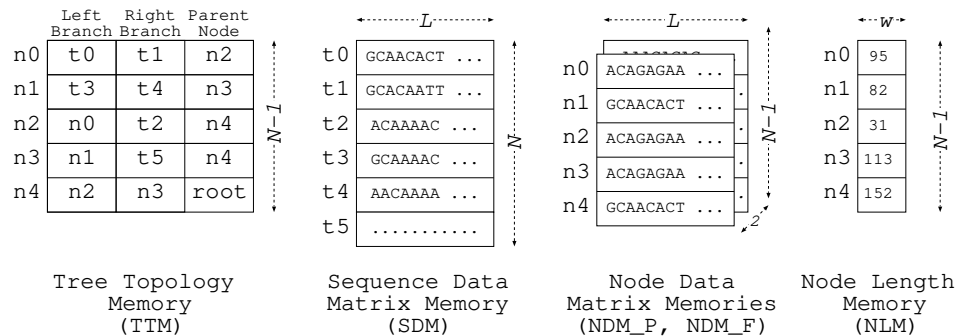 Left Right Parent
Branch Branch Node
n0 t0 t1 n2
n1 t3 t4 n3
n2 n0 t2 n4
n3 n1 t5 n4
n4 n2 n3 root
N-1
Tree Topology
Memory
(TTM)
L
t0 GCAACACT ...
t1 GCACAATT ...
t2 ACAAAAC ...
t3 GCAAAAC ...
t4 AACAAAA ...
t5 ...........
N
Sequence Data
Matrix Memory
(SDM)
L
n0 ACAGAGAA ...
n1 GCAACACT ...
n2 ACAGAGAA ...
n3 ACAGAGAA ...
n4 GCAACACT ...
N-1
2
Node Data
Matrix Memories
(NDM_P, NDM_F)
w
n0 95
n1 82
n2 31
n3 113
n4 152
N-1
Node Length
Memory
(NLM)